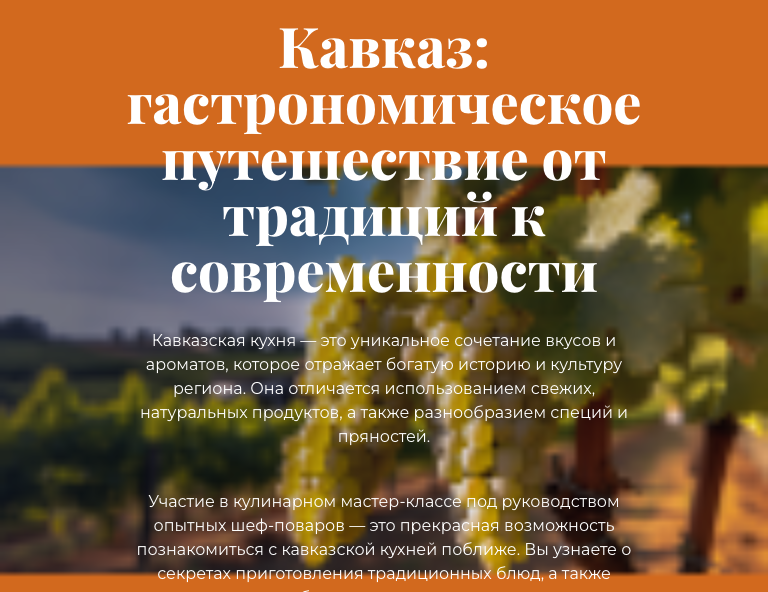 Кавказ:
гастрономическое
путешествие от
традиций к
современности
Кавказская кухня — это уникальное сочетание вкусов и
ароматов, которое отражает богатую историю и культуру
региона. Она отличается использованием свежих,
натуральных продуктов, а также разнообразием специй и
пряностей.
Участие в кулинарном мастер-классе под руководством
опытных шеф-поваров — это прекрасная возможность
познакомиться с кавказской кухней поближе. Вы узнаете о
секретах приготовления традиционных блюд, а также